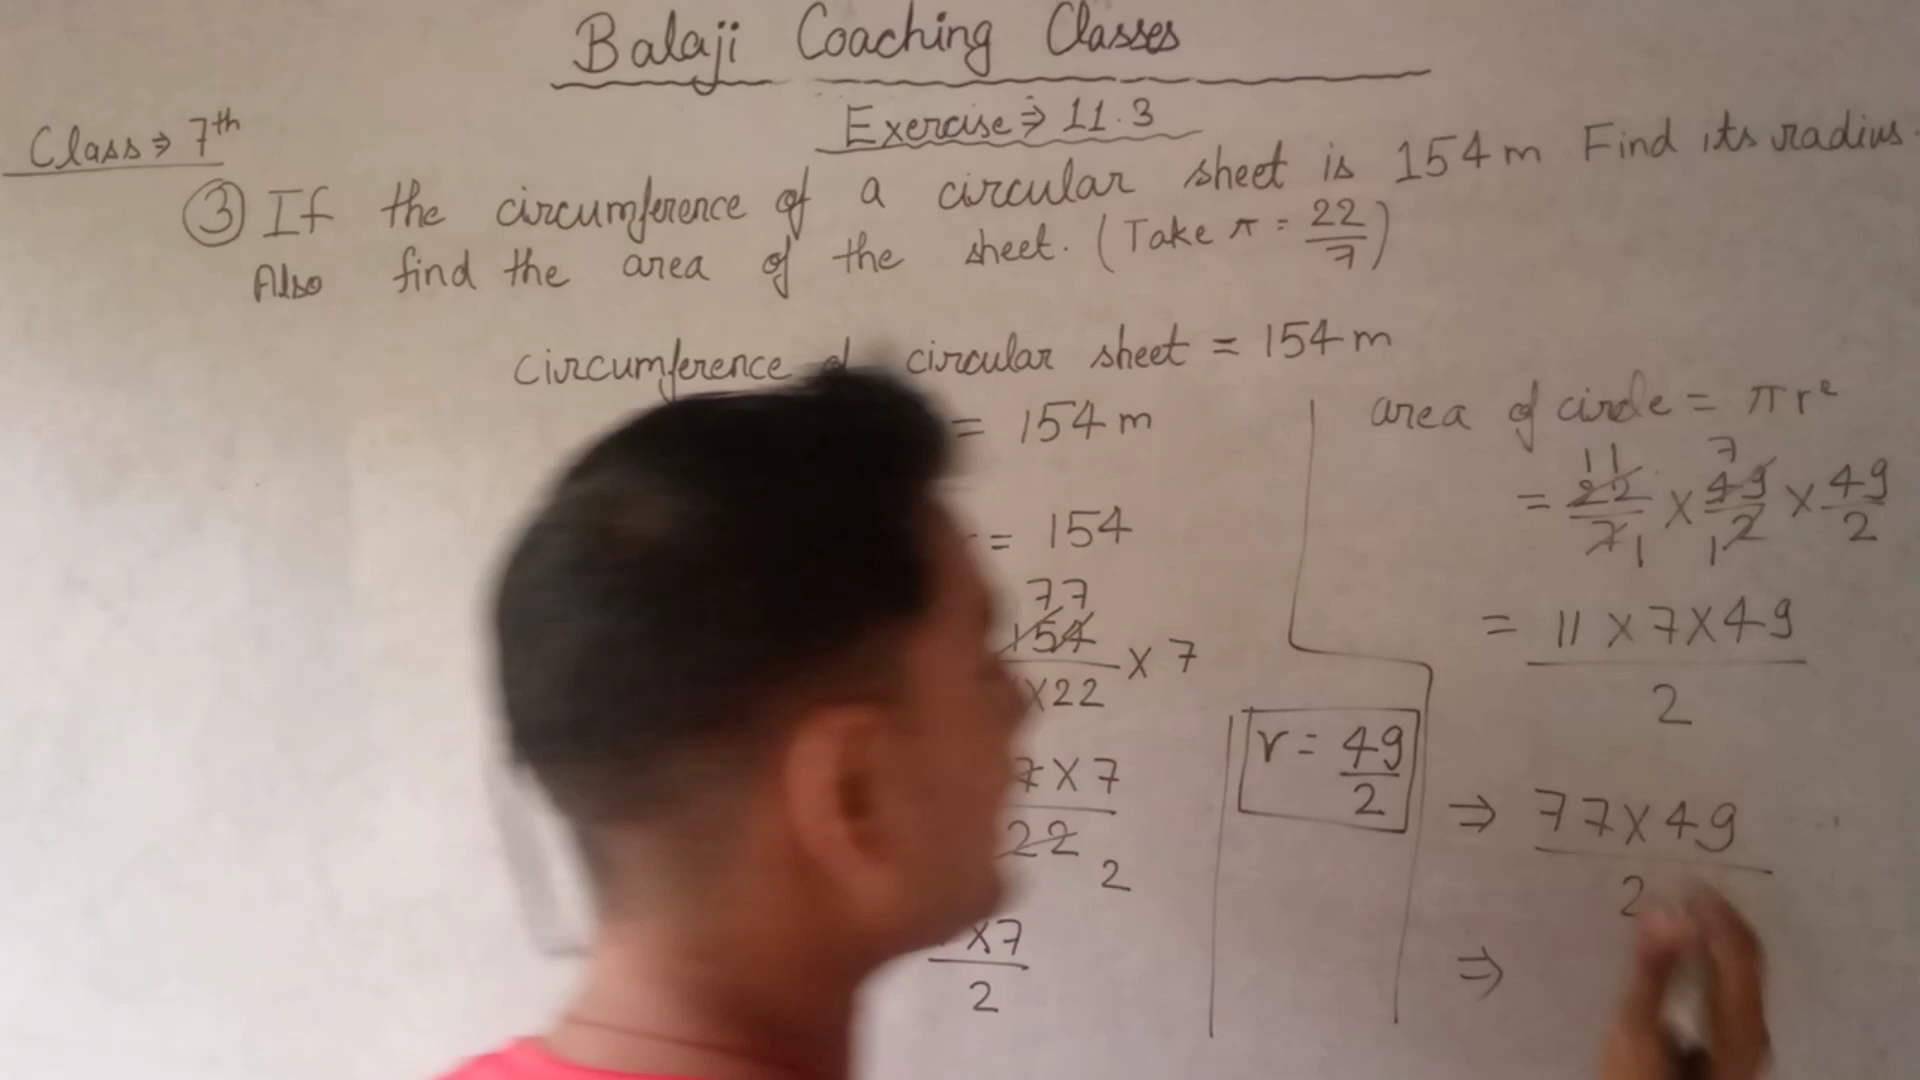 Balaji Coaching Classes
Exercise ⇒ 11.3
Class ⇒ 7th
③ If the circumference of a circular sheet is 154 m Find its radius.
Also find the area of the sheet. (Take π = 22/7)
circumference circular sheet = 154 m
= 154 m
= 154
77
154 × 7
×22
7 × 7
22 2
×7
2
r = 49/2
area of circle = πr²
11 7
= 22/7 × 49/2 × 49/2
1 1
= 11 × 7 × 49
2
⇒ 77 × 49
2
⇒